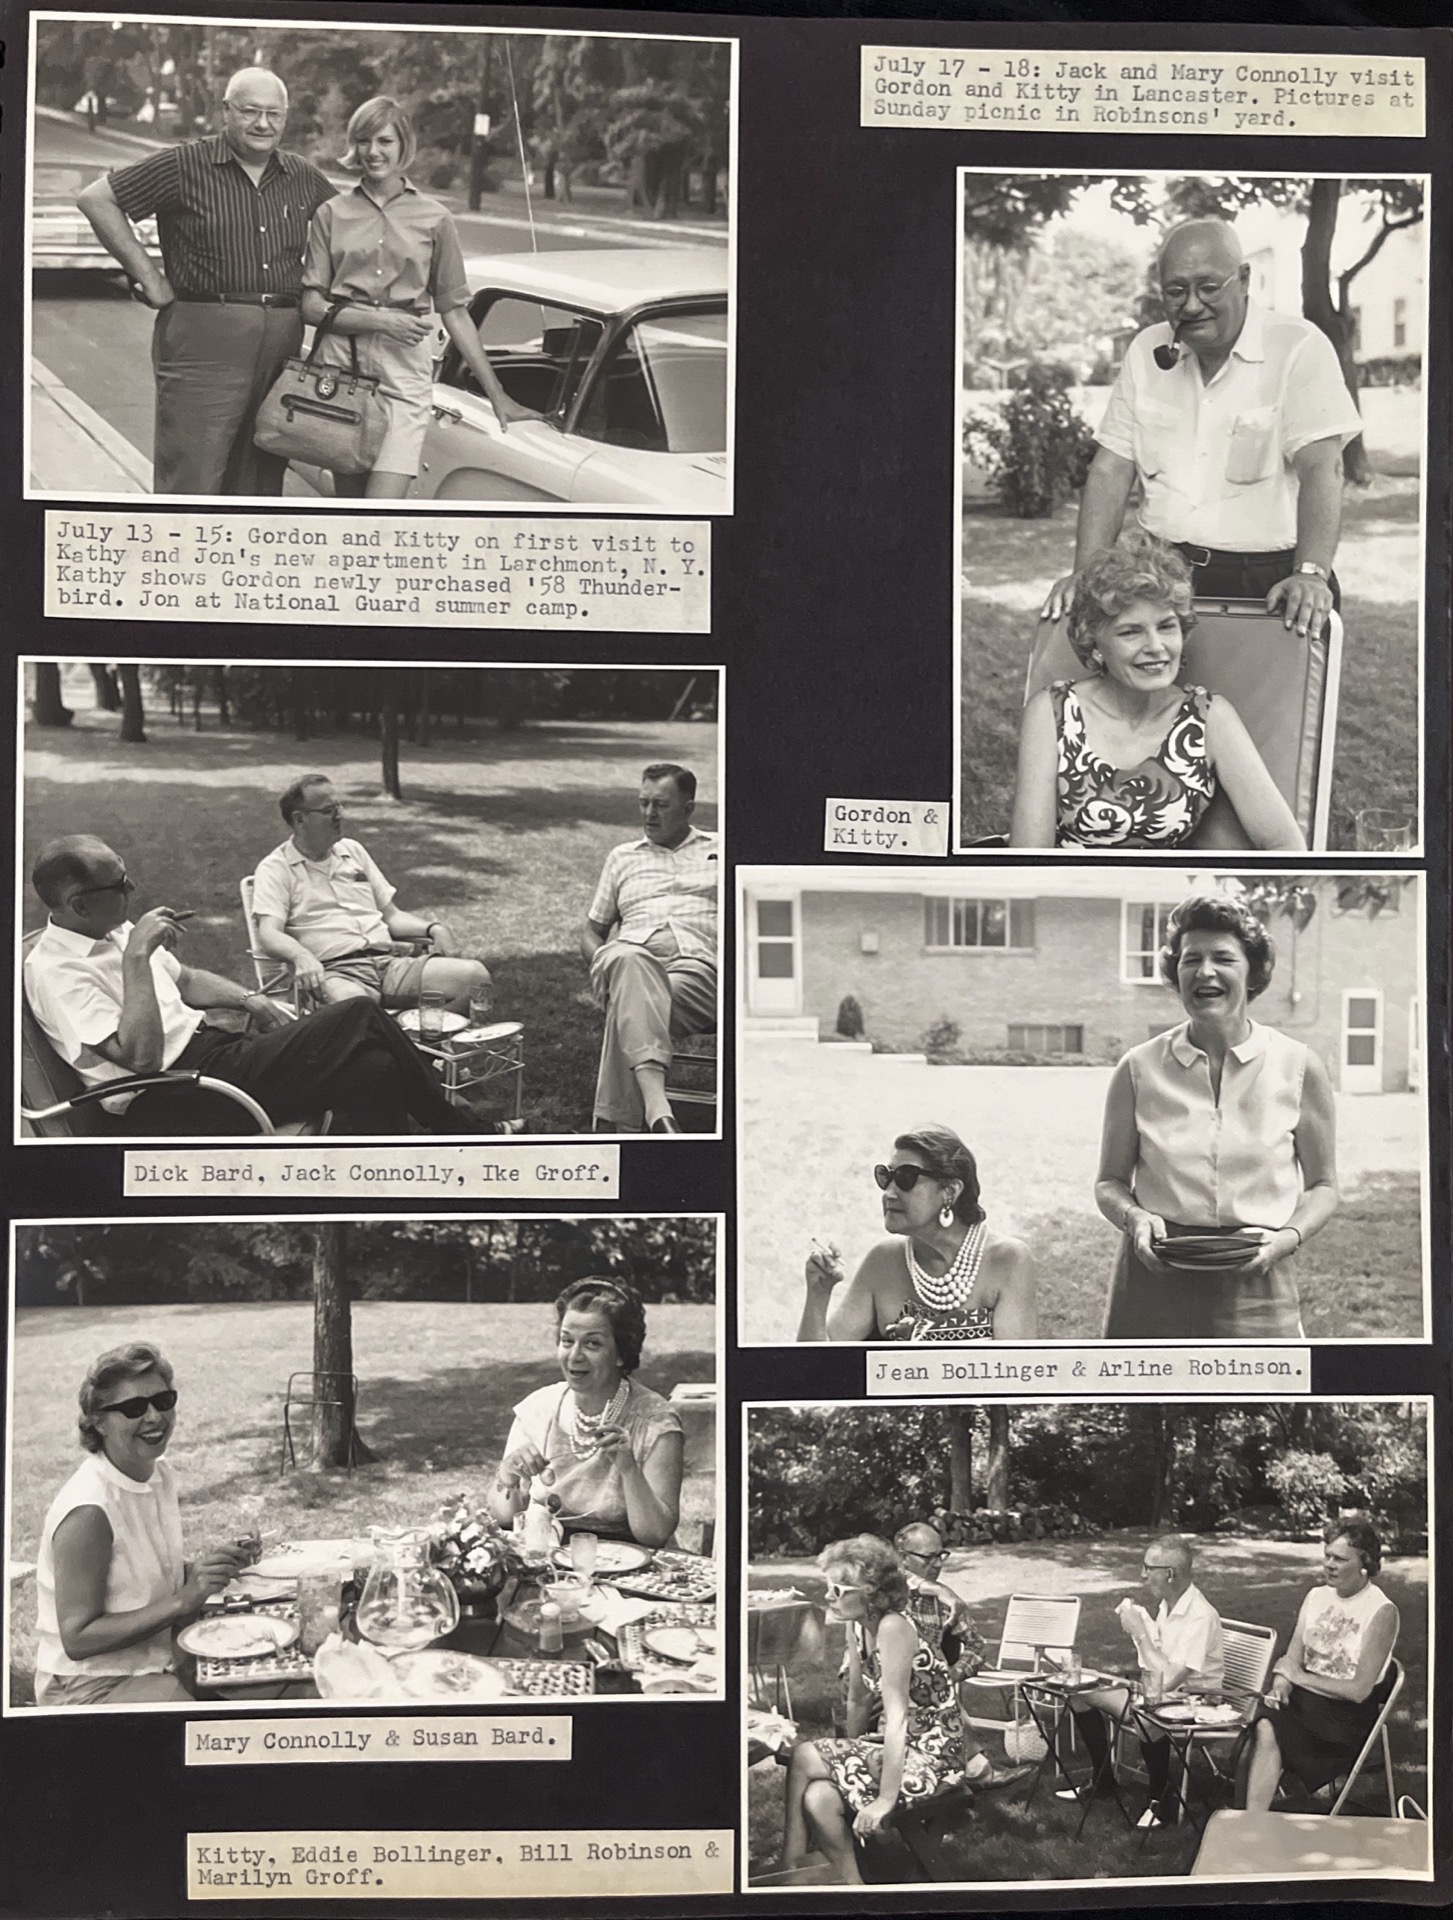 July 13 - 15: Gordon and Kitty on first visit to
Kathy and Jon's new apartment in Larchmont, N. Y.
Kathy shows Gordon newly purchased '58 Thunder-
bird. Jon at National Guard summer camp.
July 17 - 18: Jack and Mary Connolly visit
Gordon and Kitty in Lancaster. Pictures at
Sunday picnic in Robinsons' yard.
Gordon &
Kitty.
Dick Bard, Jack Connolly, Ike Groff.
Jean Bollinger & Arline Robinson.
Mary Connolly & Susan Bard.
Kitty, Eddie Bollinger, Bill Robinson &
Marilyn Groff.